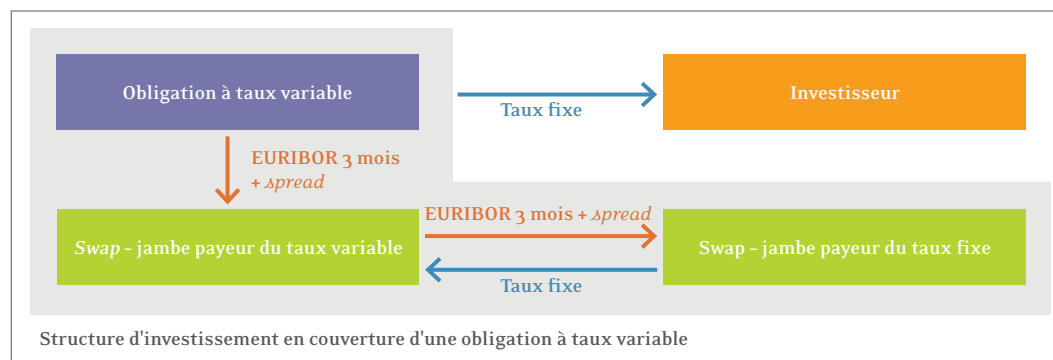 Obligation à taux variable
Taux fixe
Investisseur
EURIBOR 3 mois
+ spread
EURIBOR 3 mois + spread
Swap - jambe payeur du taux variable
Swap - jambe payeur du taux fixe
Taux fixe
Structure d'investissement en couverture d'une obligation à taux variable